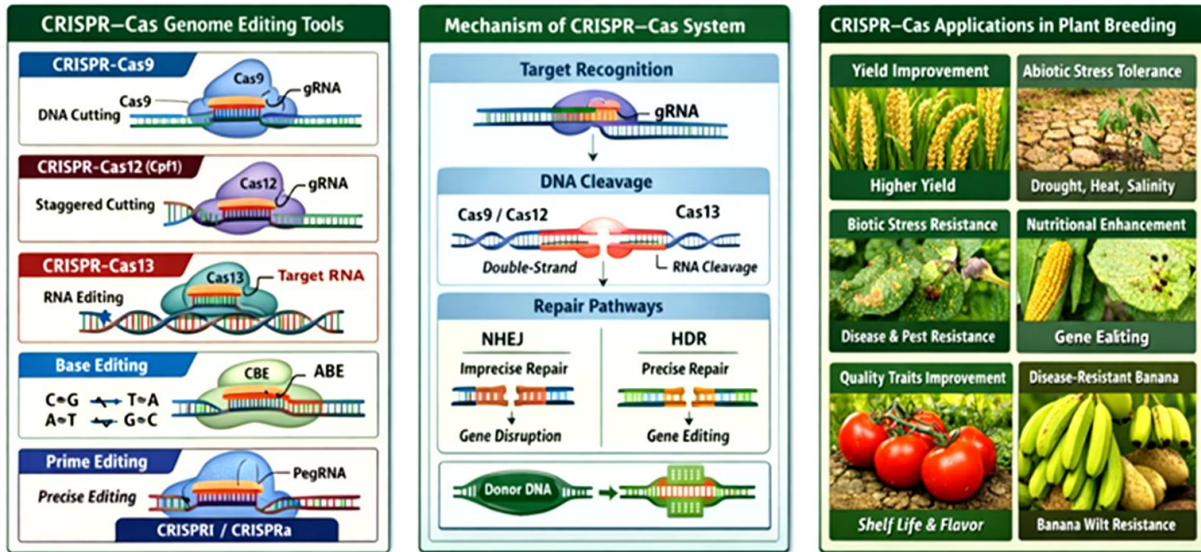 CRISPR–Cas Genome Editing Tools
CRISPR-Cas9
Cas9
gRNA
Cas9
DNA Cutting
CRISPR-Cas12 (Cpf1)
Cas12
gRNA
Staggered Cutting
CRISPR-Cas13
Cas13
Target RNA
RNA Editing
Base Editing
CBE
ABE
C G T A
A T G C
Prime Editing
PegRNA
Precise Editing
CRISPRI / CRISPRa
Mechanism of CRISPR–Cas System
Target Recognition
gRNA
DNA Cleavage
Cas9 / Cas12
Cas13
Double-Strand
RNA Cleavage
Repair Pathways
NHEJ
Imprecise Repair
Gene Disruption
HDR
Precise Repair
Gene Editing
Donor DNA
CRISPR–Cas Applications in Plant Breeding
Yield Improvement
Higher Yield
Abiotic Stress Tolerance
Drought, Heat, Salinity
Biotic Stress Resistance
Disease & Pest Resistance
Nutritional Enhancement
Gene Ealiting
Quality Traits Improvement
Shelf Life & Flavor
Disease-Resistant Banana
Banana Wilt Resistance